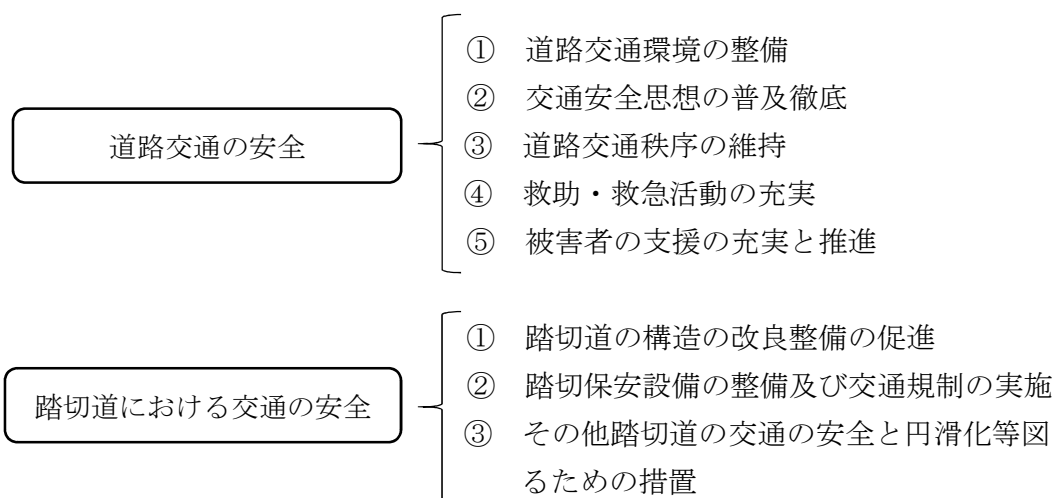 道路交通の安全
① 道路交通環境の整備
② 交通安全思想の普及徹底
③ 道路交通秩序の維持
④ 救助・救急活動の充実
⑤ 被害者の支援の充実と推進
踏切道における交通の安全
① 踏切道の構造の改良整備の促進
② 踏切保安設備の整備及び交通規制の実施
③ その他踏切道の交通の安全と円滑化等図
るための措置